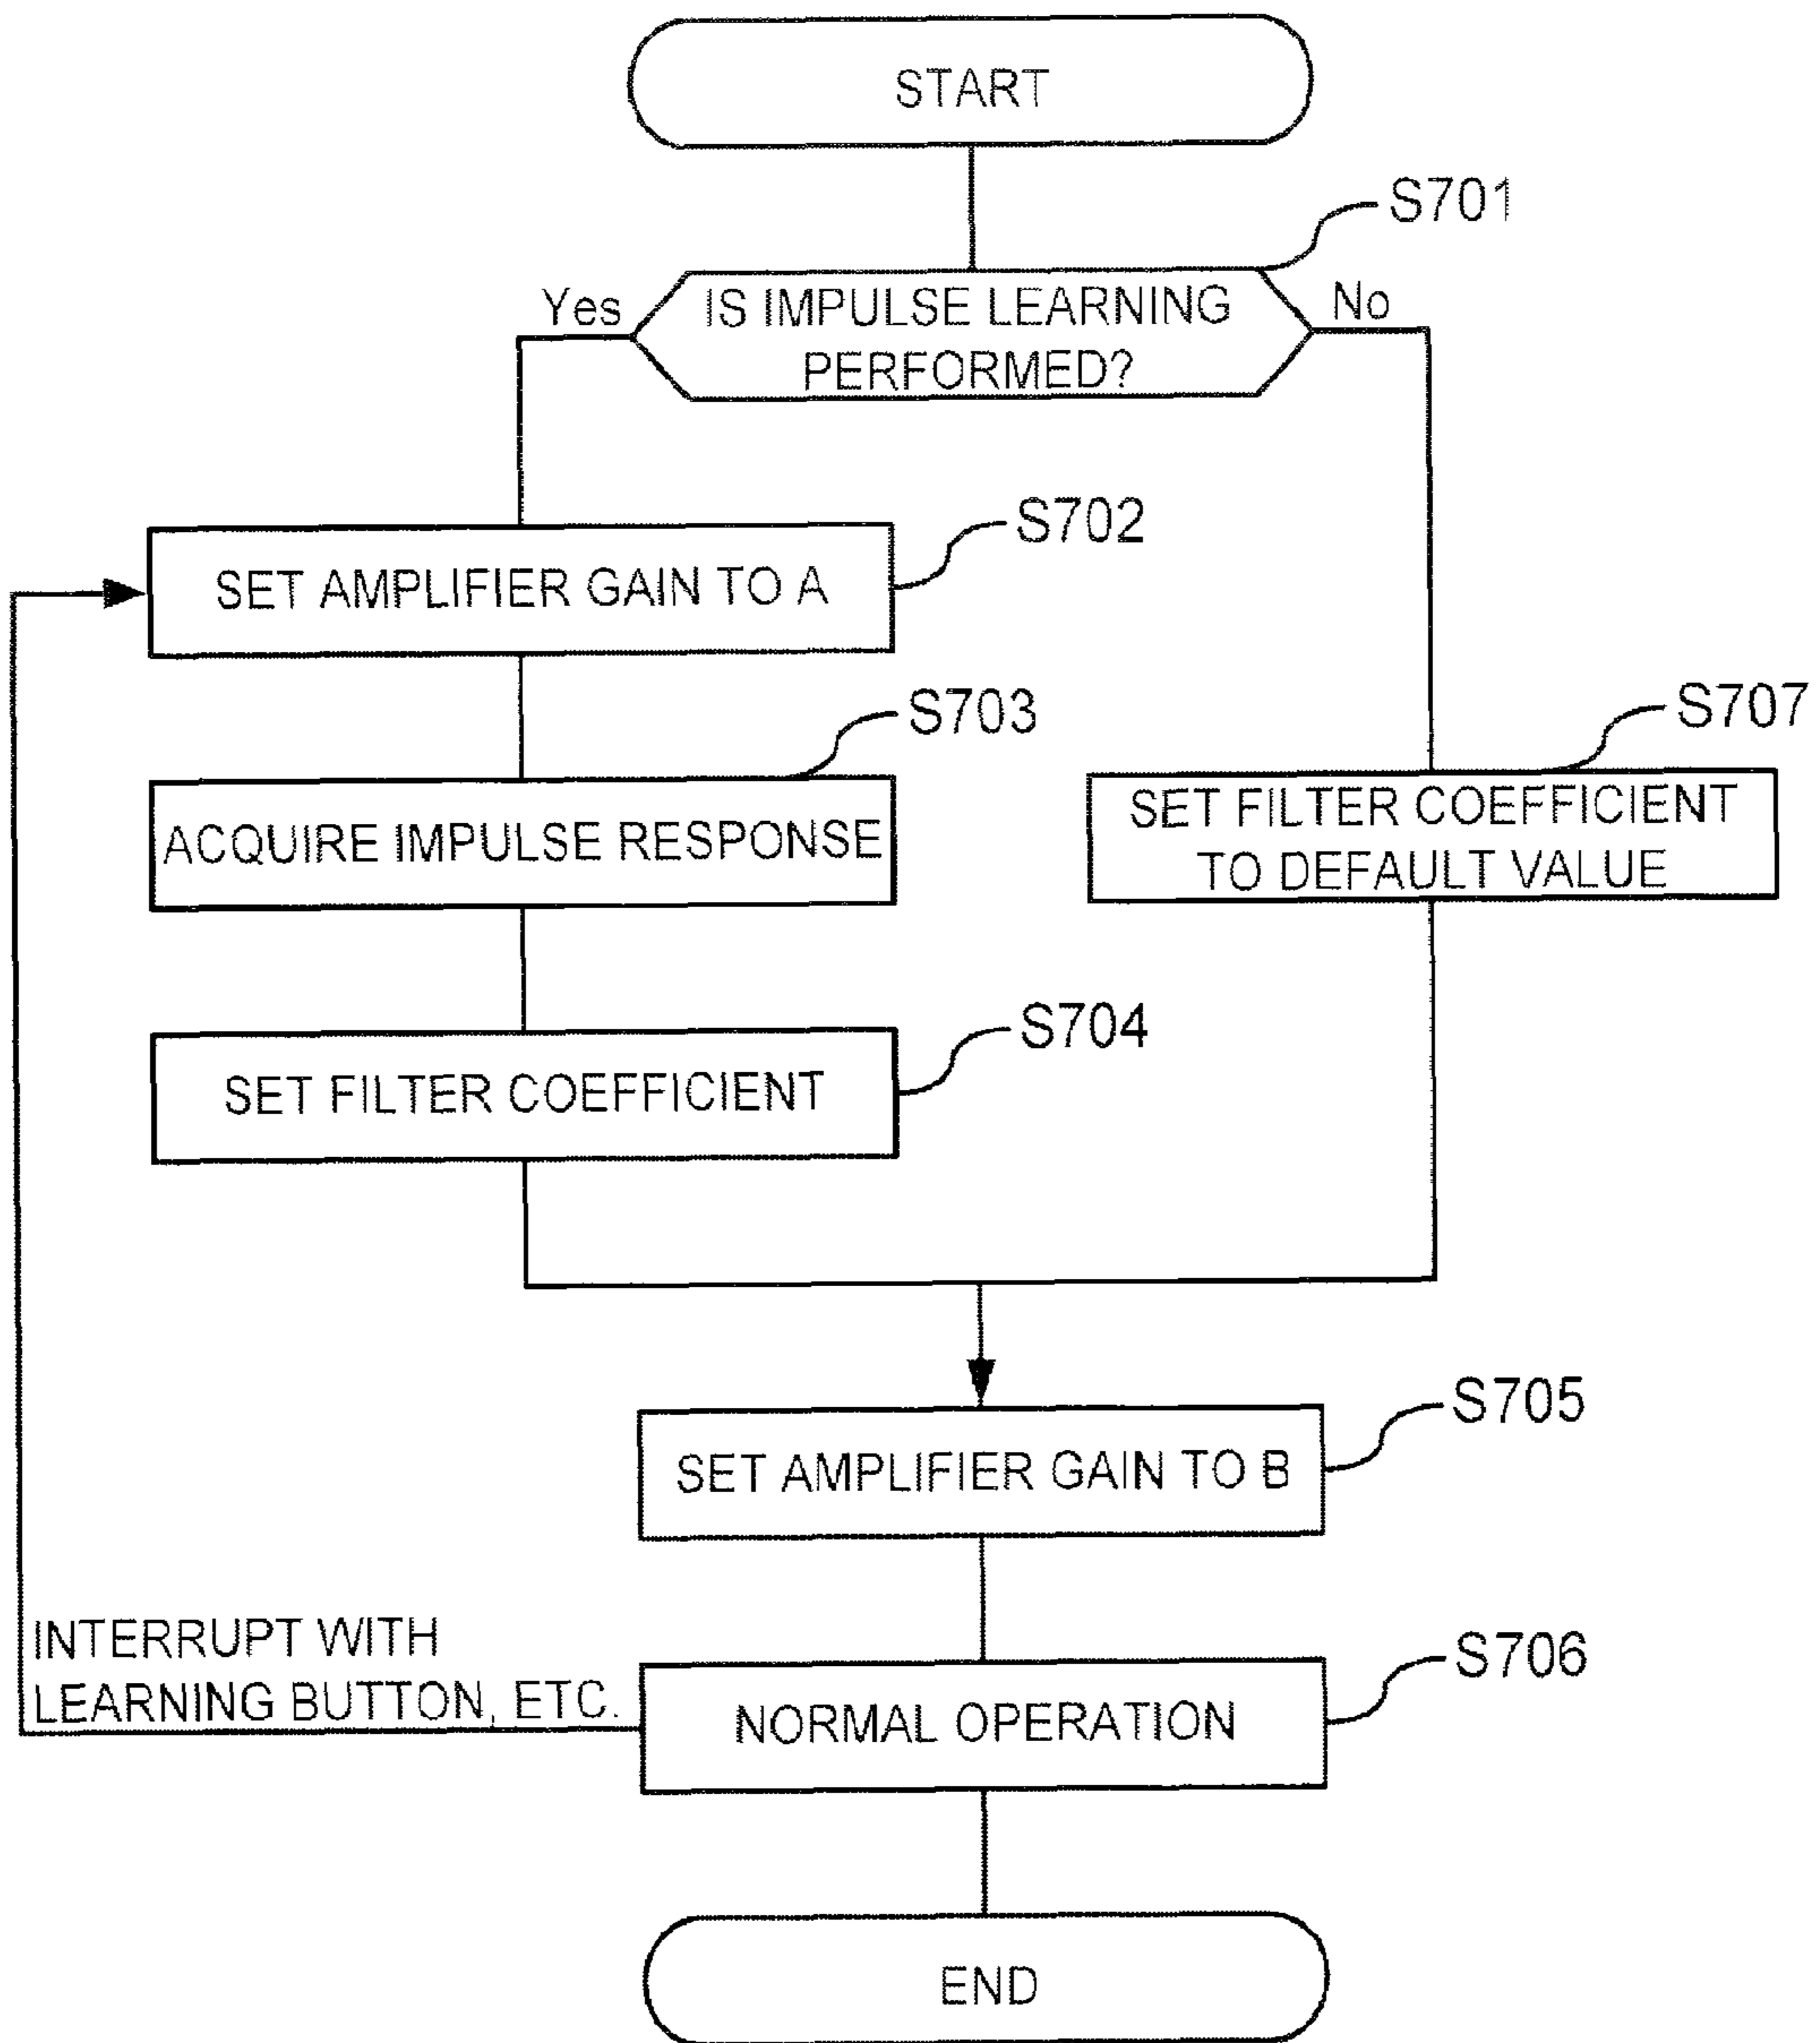 START
S701
Yes
IS IMPULSE LEARNING
PERFORMED?
No
S702
SET AMPLIFIER GAIN TO A
S703
ACQUIRE IMPULSE RESPONSE
S707
SET FILTER COEFFICIENT
TO DEFAULT VALUE
S704
SET FILTER COEFFICIENT
S705
SET AMPLIFIER GAIN TO B
INTERRUPT WITH
LEARNING BUTTON, ETC.
S706
NORMAL OPERATION
END